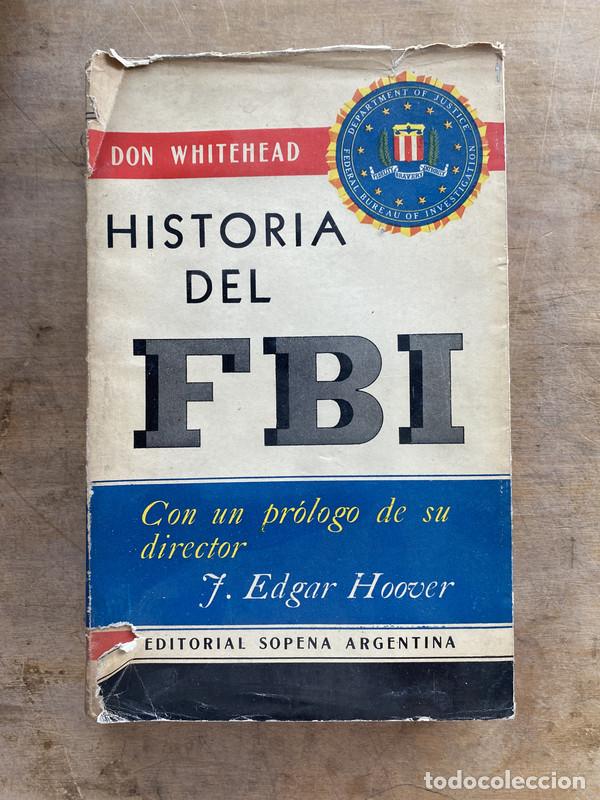 DON WHITEHEAD
DEPARTMENT OF JUSTICE
FEDERAL BUREAU OF INVESTIGATION
FIDELITY BRAVERY INTEGRITY
HISTORIA
DEL
FBI
Con un prólogo de su
director
J. Edgar Hoover
EDITORIAL SOPENA ARGENTINA
todocoleccion.net